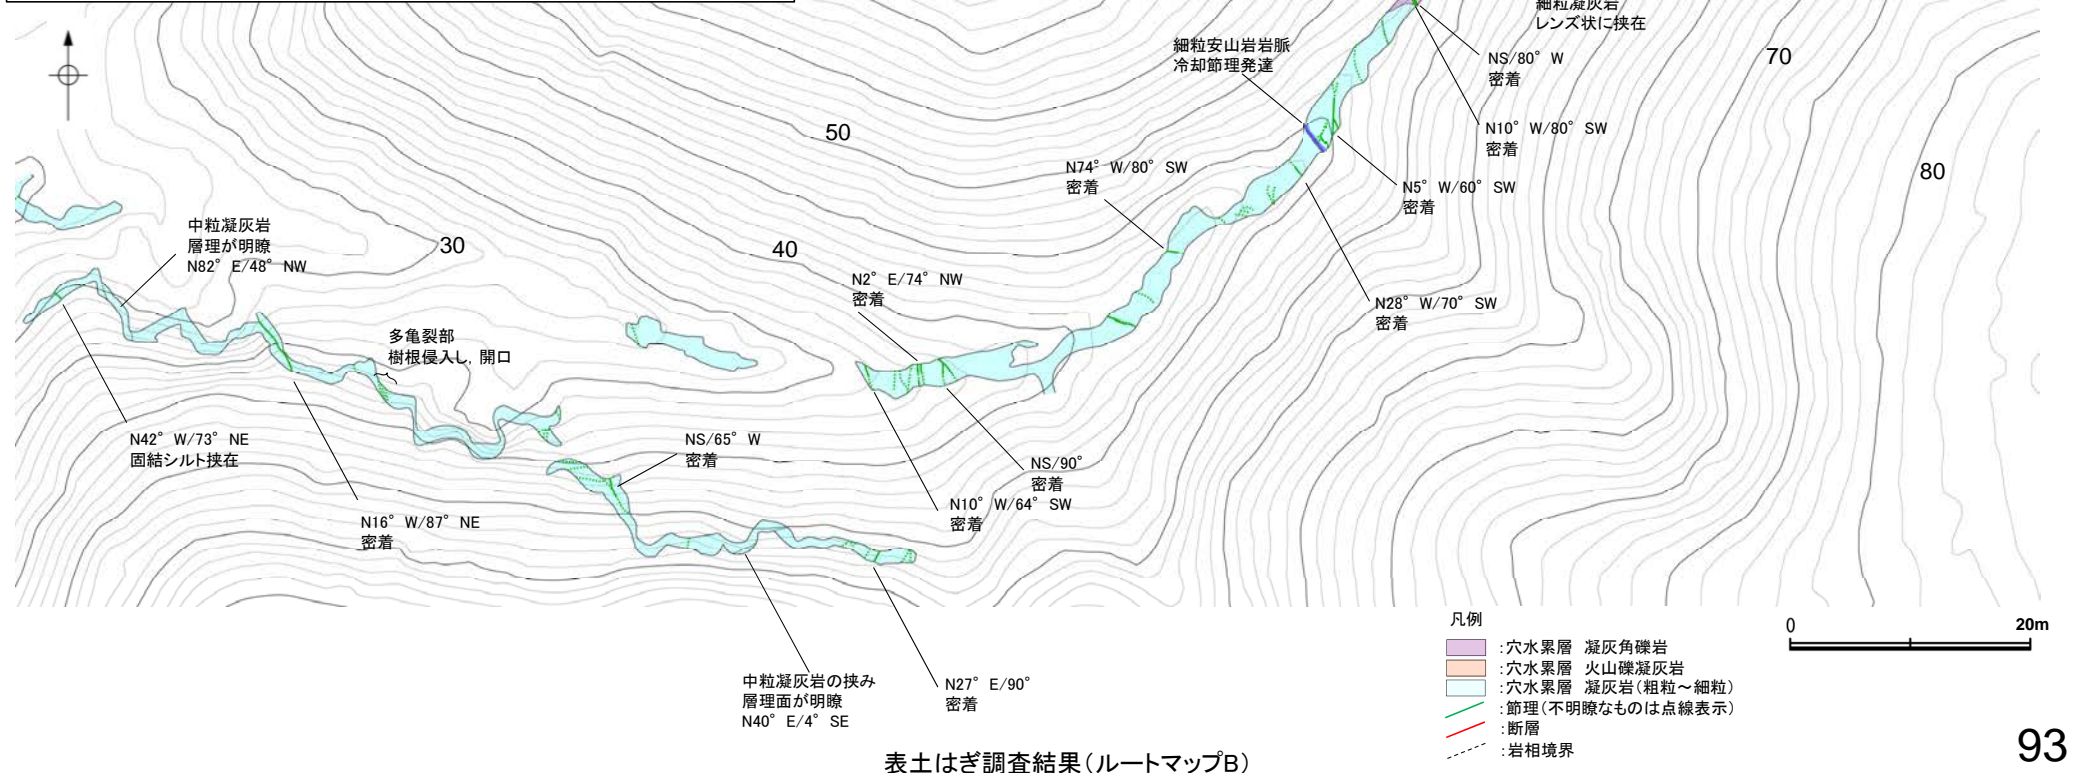 細粒凝灰岩
レンズ状に挟在
細粒安山岩岩脈
冷却節理発達
NS/80° W
密着
70
N10° W/80° SW
密着
50
N74° W/80° SW
密着
80
N5° W/60° SW
密着
中粒凝灰岩
層理が明瞭
N82° E/48° NW
30
40
N2° E/74° NW
密着
N28° W/70° SW
密着
多亀裂部
樹根侵入し，開口
N42° W/73° NE
固結シルト挟在
NS/65° W
密着
NS/90°
密着
N10° W/64° SW
密着
N16° W/87° NE
密着
中粒凝灰岩の挟み
層理面が明瞭
N40° E/4° SE
N27° E/90°
密着
凡例
:穴水累層 凝灰角礫岩
:穴水累層 火山礫凝灰岩
:穴水累層 凝灰岩（粗粒～細粒）
:節理（不明瞭なものは点線表示）
:断層
:岩相境界
0 20m
表土はぎ調査結果（ルートマップB）
93